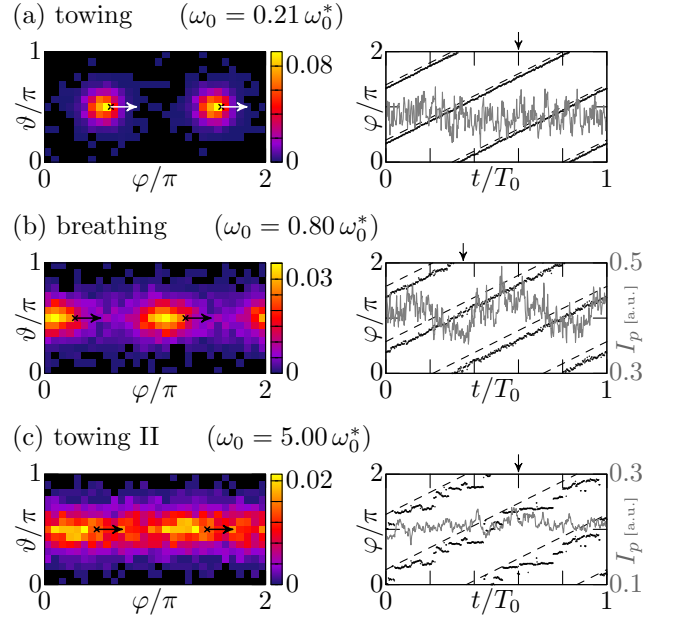 (a) towing (ω₀ = 0.21 ω₀*)
1
ϑ/π
0
0
φ/π
2
0.08
0
2
φ/π
0
0
t/T₀
1
(b) breathing (ω₀ = 0.80 ω₀*)
1
ϑ/π
0
0
φ/π
2
0.03
0
2
φ/π
0
0
t/T₀
1
0.5
I_p [a.u.]
0.3
(c) towing II (ω₀ = 5.00 ω₀*)
1
ϑ/π
0
0
φ/π
2
0.02
0
2
φ/π
0
0
t/T₀
1
0.3
I_p [a.u.]
0.1